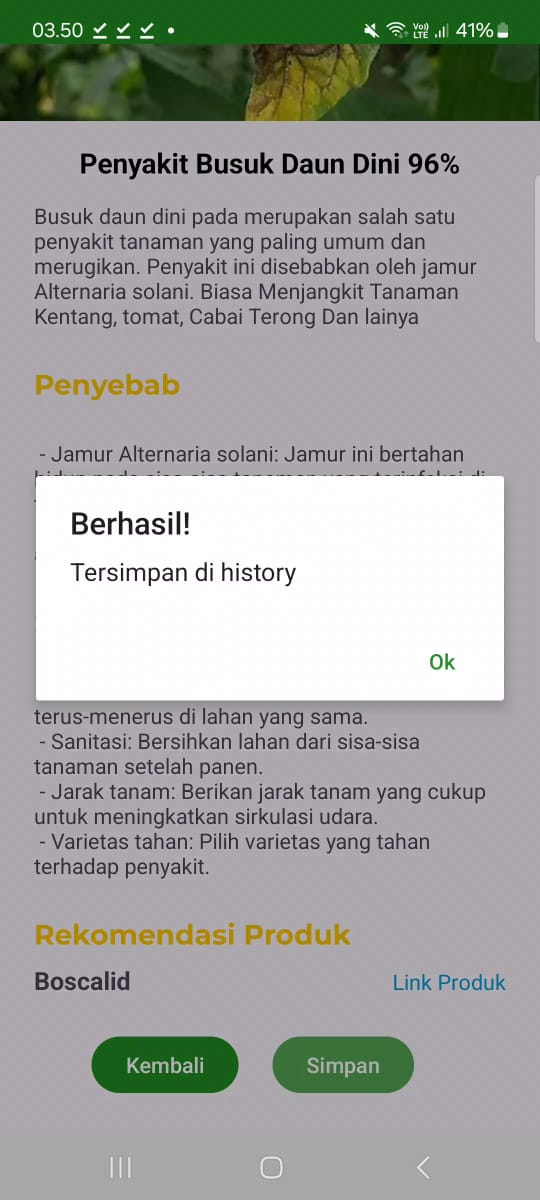 03.50
Vo)) LTE
41%
Penyakit Busuk Daun Dini 96%
Busuk daun dini pada merupakan salah satu
penyakit tanaman yang paling umum dan
merugikan. Penyakit ini disebabkan oleh jamur
Alternaria solani. Biasa Menjangkit Tanaman
Kentang, tomat, Cabai Terong Dan lainya
Penyebab
- Jamur Alternaria solani: Jamur ini bertahan
Berhasil!
Tersimpan di history
Ok
terus-menerus di lahan yang sama.
- Sanitasi: Bersihkan lahan dari sisa-sisa
tanaman setelah panen.
- Jarak tanam: Berikan jarak tanam yang cukup
untuk meningkatkan sirkulasi udara.
- Varietas tahan: Pilih varietas yang tahan
terhadap penyakit.
Rekomendasi Produk
Boscalid Link Produk
Kembali Simpan